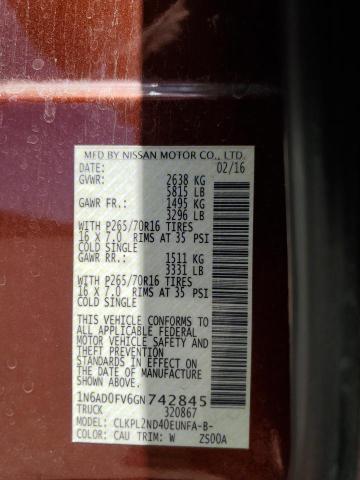 MFD BY NISSAN MOTOR CO., LTD.
DATE: 02/16
GVWR: 2638 KG
5815 LB
GAWR FR.: 1495 KG
3296 LB
WITH P265/70R16 TIRES
16 X 7.0 RIMS AT 35 PSI
COLD SINGLE
GAWR RR.: 1511 KG
3331 LB
WITH P265/70R16 TIRES
16 X 7.0 RIMS AT 35 PSI
COLD SINGLE
THIS VEHICLE CONFORMS TO
ALL APPLICABLE FEDERAL
MOTOR VEHICLE SAFETY
AND THEFT PREVENTION
STANDARDS IN EFFECT ON
THE DATE OF MANUFACTURE
SHOWN ABOVE.
1N6AD0FV6GN742845
TRUCK 320867
MODEL: CLKPL2ND40EUNFA-B-
COLOR: CAU TRIM: W ZS00A